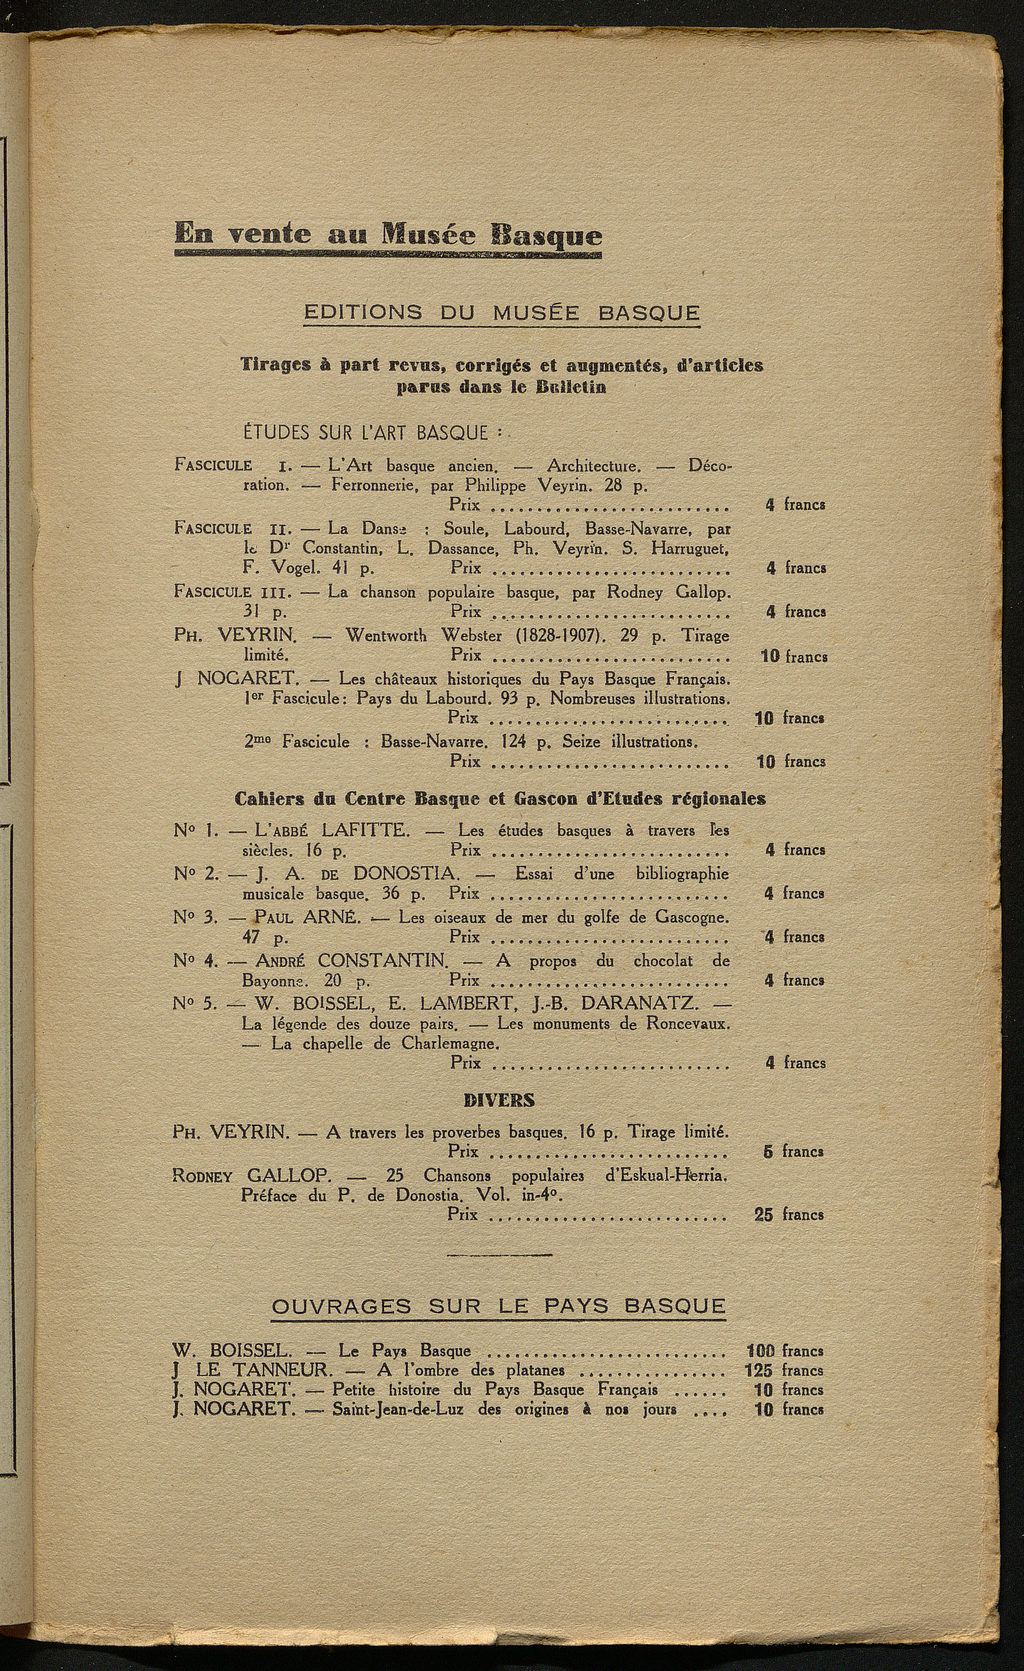 En vente au Musée Basque
EDITIONS DU MUSÉE BASQUE
Tirages à part revus, corrigés et augmentés, d'articles
parus dans le Bulletin
ÉTUDES SUR L'ART BASQUE :
FASCICULE I. — L'Art basque ancien. — Architecture. — Déco-
ration. — Ferronnerie, par Philippe Veyrin. 28 p.
Prix .......................... 4 francs
FASCICULE II. — La Danse : Soule, Labourd, Basse-Navarre, par
le Dr Constantin, L. Dassance, Ph. Veyrin. S. Harruguet,
F. Vogel. 41 p. Prix .......................... 4 francs
FASCICULE III. — La chanson populaire basque, par Rodney Gallop.
31 p. Prix .......................... 4 francs
PH. VEYRIN. — Wentworth Webster (1828-1907). 29 p. Tirage
limité. Prix .......................... 10 francs
J NOGARET. — Les châteaux historiques du Pays Basque Français.
1er Fascicule : Pays du Labourd. 93 p. Nombreuses illustrations.
Prix .......................... 10 francs
2me Fascicule : Basse-Navarre. 124 p. Seize illustrations.
Prix .......................... 10 francs
Cahiers du Centre Basque et Gascon d'Etudes régionales
No 1. — L'ABBÉ LAFITTE. — Les études basques à travers les
siècles. 16 p. Prix .......................... 4 francs
No 2. — J. A. DE DONOSTIA. — Essai d'une bibliographie
musicale basque. 36 p. Prix .......................... 4 francs
No 3. — PAUL ARNÉ. — Les oiseaux de mer du golfe de Gascogne.
47 p. Prix .......................... 4 francs
No 4. — ANDRÉ CONSTANTIN. — A propos du chocolat de
Bayonne. 20 p. Prix .......................... 4 francs
No 5. — W. BOISSEL, E. LAMBERT, J.-B. DARANATZ. —
La légende des douze pairs. — Les monuments de Roncevaux.
— La chapelle de Charlemagne.
Prix .......................... 4 francs
DIVERS
PH. VEYRIN. — A travers les proverbes basques. 16 p. Tirage limité.
Prix .......................... 5 francs
RODNEY GALLOP. — 25 Chansons populaires d'Eskual-Herria.
Préface du P. de Donostia. Vol. in-4o.
Prix .......................... 25 francs
OUVRAGES SUR LE PAYS BASQUE
W. BOISSEL. — Le Pays Basque .......................... 100 francs
J LE TANNEUR. — A l'ombre des platanes ................ 125 francs
J. NOGARET. — Petite histoire du Pays Basque Français ...... 10 francs
J. NOGARET. — Saint-Jean-de-Luz des origines à nos jours .... 10 francs